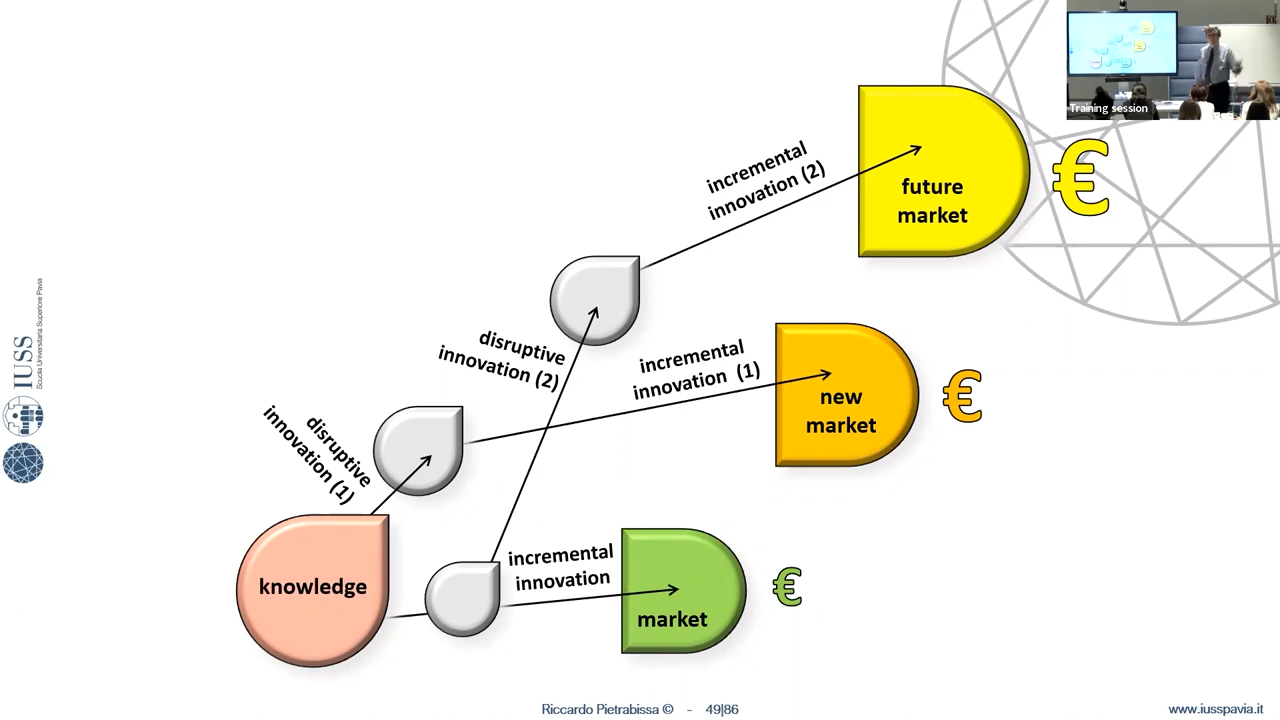 Training session
incremental
innovation (2)
future
market
€
disruptive
innovation (2)
incremental
innovation (1)
new
market
€
disruptive
innovation (1)
knowledge
incremental
innovation
market
€
IUSS
Scuola Universitaria Superiore Pavia
Riccardo Pietrabissa © - 49|86
www.iusspavia.it